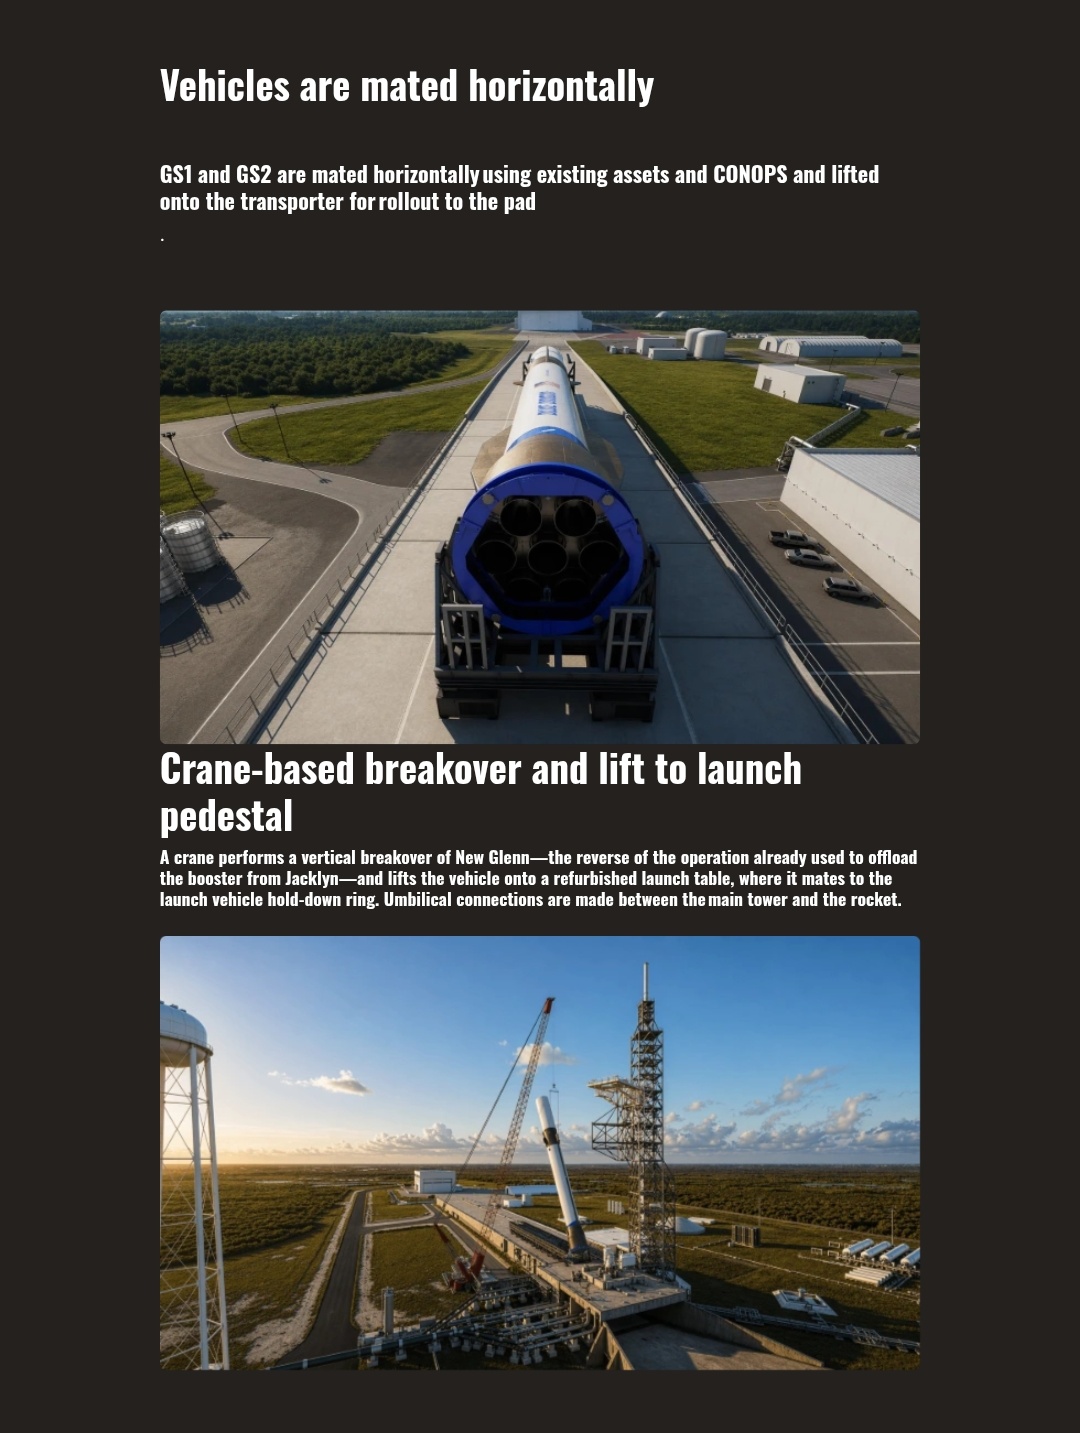 Vehicles are mated horizontally
GS1 and GS2 are mated horizontally using existing assets and CONOPS and lifted
onto the transporter for rollout to the pad
.
Crane-based breakover and lift to launch
pedestal
A crane performs a vertical breakover of New Glenn—the reverse of the operation already used to offload
the booster from Jacklyn—and lifts the vehicle onto a refurbished launch table, where it mates to the
launch vehicle hold-down ring. Umbilical connections are made between the main tower and the rocket.